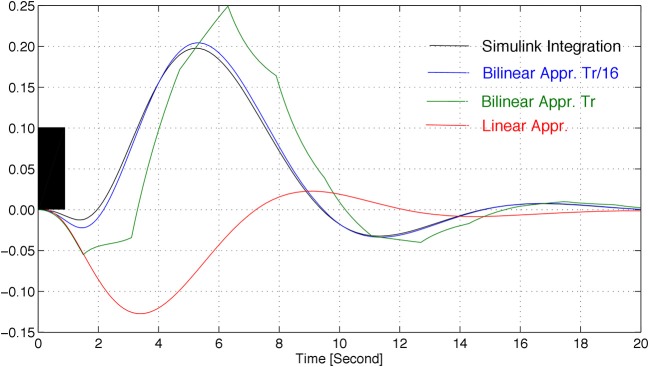 0.25
0.20
0.15
0.10
0.05
0.00
−0.05
−0.10
−0.15
Simulink Integration
Bilinear Appr. Tr/16
Bilinear Appr. Tr
Linear Appr.
0 2 4 6 8 10 12 14 16 18 20
Time [Second]